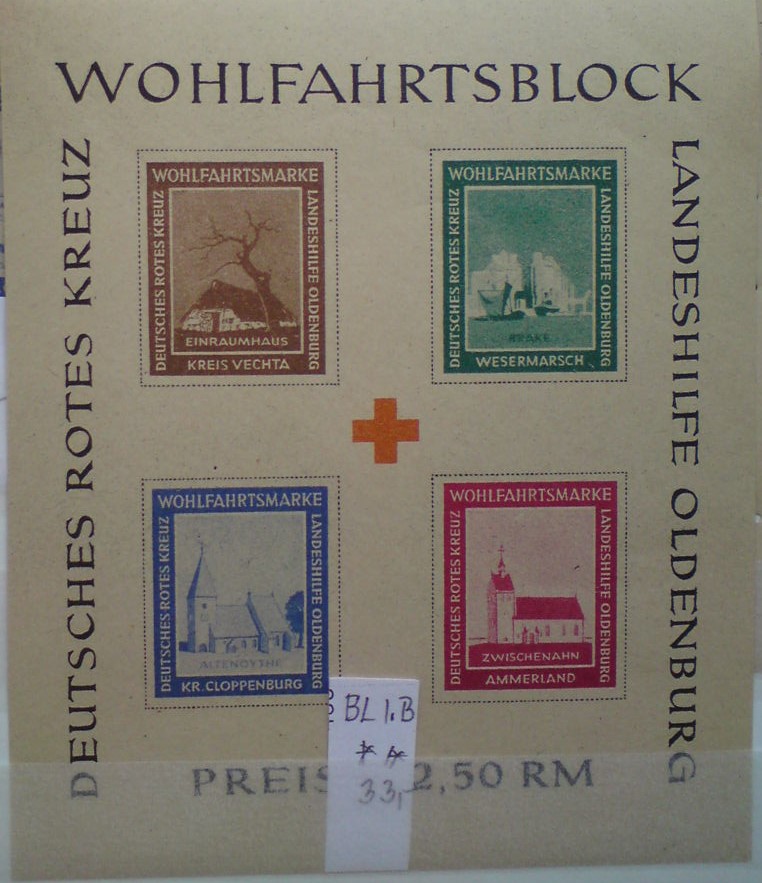 WOHLFAHRTSBLOCK
DEUTSCHES ROTES KREUZ
LANDESHILFE OLDENBURG
WOHLFAHRTSMARKE
DEUTSCHES ROTES KREUZ
LANDESHILFE OLDENBURG
EINRAUMHAUS
KREIS VECHTA
WOHLFAHRTSMARKE
DEUTSCHES ROTES KREUZ
LANDESHILFE OLDENBURG
BRAKE
WESERMARSCH
WOHLFAHRTSMARKE
DEUTSCHES ROTES KREUZ
LANDESHILFE OLDENBURG
ALTENOYTHE
KR. CLOPPENBURG
WOHLFAHRTSMARKE
DEUTSCHES ROTES KREUZ
LANDESHILFE OLDENBURG
ZWISCHENAHN
AMMERLAND
BL I.B
**
33,
PREIS 2,50 RM